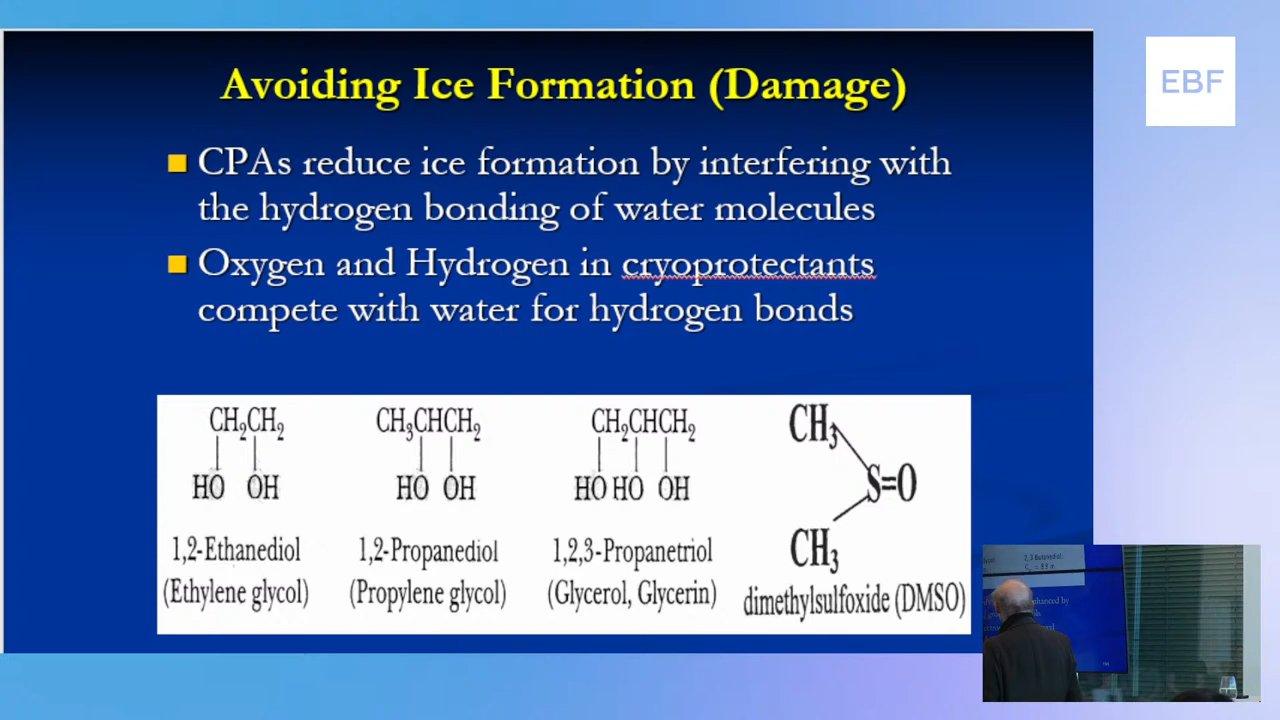 Avoiding Ice Formation (Damage)
EBF
CPAs reduce ice formation by interfering with
the hydrogen bonding of water molecules
Oxygen and Hydrogen in cryoprotectants
compete with water for hydrogen bonds
CH₂CH₂
HO OH
1,2-Ethanediol
(Ethylene glycol)
CH₃CHCH₂
HO OH
1,2-Propanediol
(Propylene glycol)
CH₂CHCH₂
HO HO OH
1,2,3-Propanetriol
(Glycerol, Glycerin)
CH₃
S=O
CH₃
dimethylsulfoxide (DMSO)
2, 3 Butanediol: